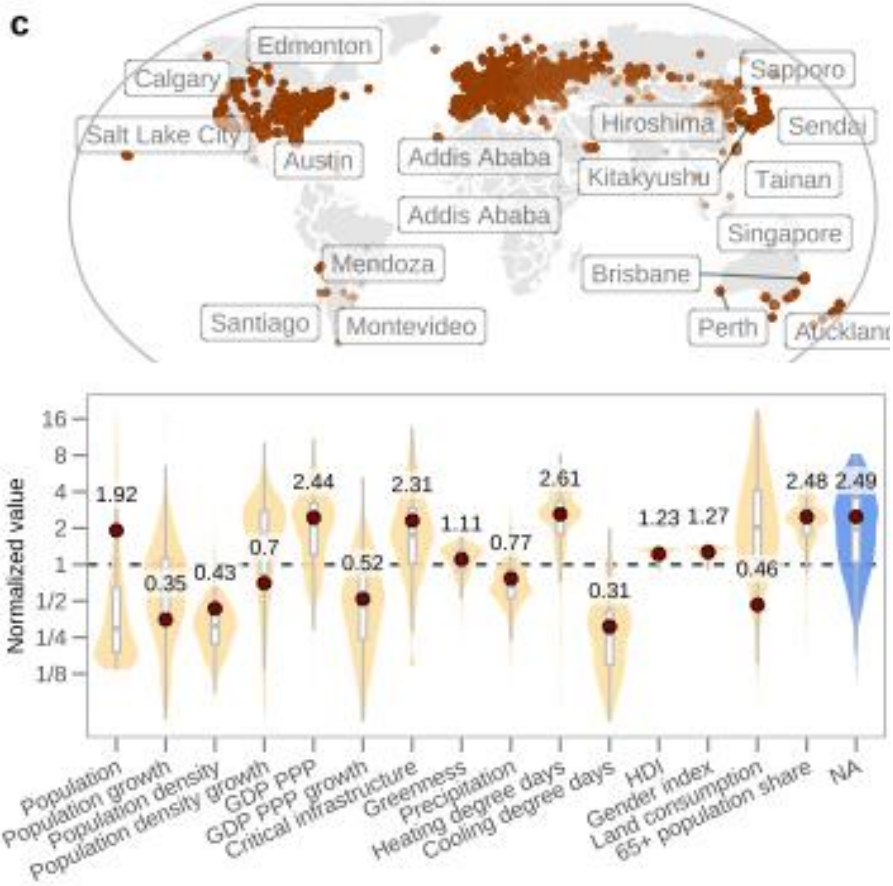 c
Edmonton
Calgary
Sapporo
Salt Lake City
Hiroshima
Sendai
Austin
Addis Ababa
Kitakyushu
Tainan
Addis Ababa
Singapore
Mendoza
Brisbane
Santiago
Montevideo
Perth
Auckland
Normalized value
16
8
4
2
1
1/2
1/4
1/8
1.92
0.35
0.43
0.7
2.44
0.52
2.31
1.11
0.77
2.61
0.31
1.23
1.27
0.46
2.48
2.49
Population
Population growth
Population density
Population density growth
GDP PPP
GDP PPP growth
Critical infrastructure
Greenness
Precipitation
Heating degree days
Cooling degree days
HDI
Gender index
Land consumption
65+ population share
NA